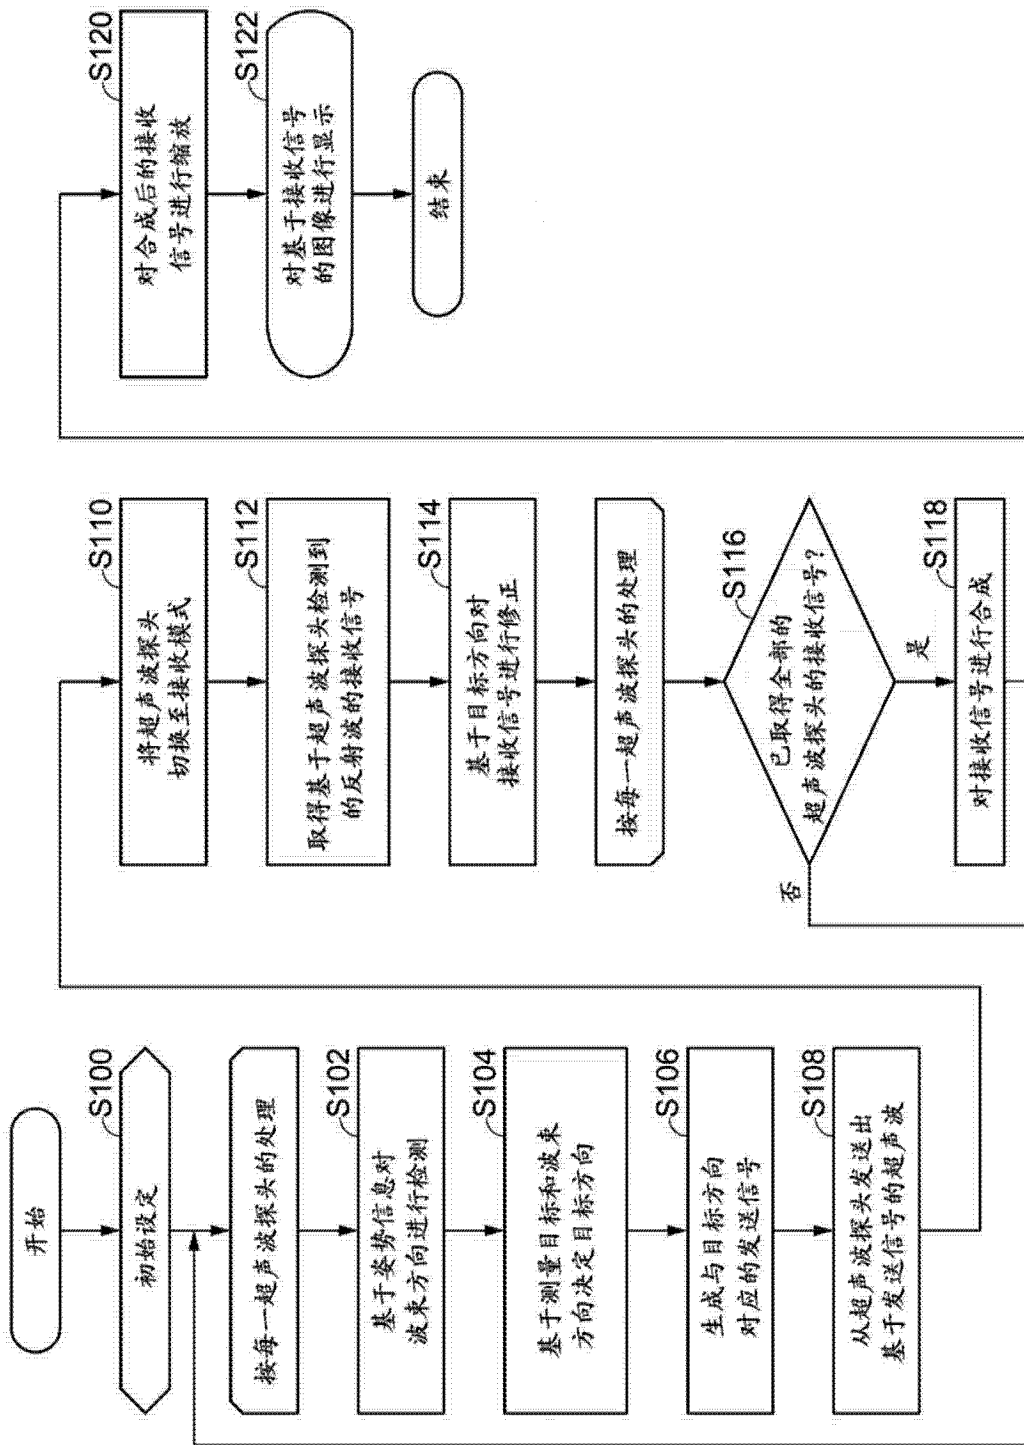 开始
S100
初始设定
按每一超声波探头的处理
S102
基于姿势信息对
波束方向进行检测
S104
基于测量目标和波束
方向决定目标方向
S106
生成与目标方向
对应的发送信号
S108
从超声波探头发送出
基于发送信号的超声波
S110
将超声波探头
切换至接收模式
S112
取得基于超声波探头检测到
的反射波的接收信号
S114
基于目标方向对
接收信号进行修正
按每一超声波探头的处理
S116
已取得全部的
超声波探头的接收信号?
否
是
S118
对接收信号进行合成
S120
对合成后的接收
信号进行缩放
S122
对基于接收信号
的图像进行显示
结束